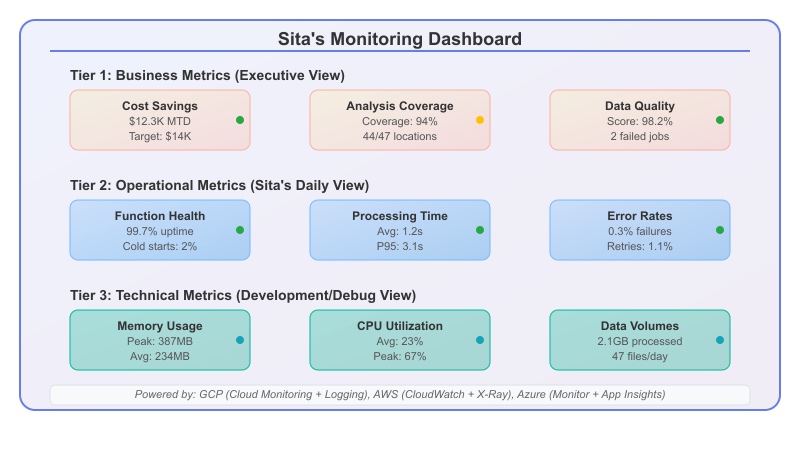 Sita's Monitoring Dashboard
Tier 1: Business Metrics (Executive View)
Cost Savings
$12.3K MTD
Target: $14K
Analysis Coverage
Coverage: 94%
44/47 locations
Data Quality
Score: 98.2%
2 failed jobs
Tier 2: Operational Metrics (Sita's Daily View)
Function Health
99.7% uptime
Cold starts: 2%
Processing Time
Avg: 1.2s
P95: 3.1s
Error Rates
0.3% failures
Retries: 1.1%
Tier 3: Technical Metrics (Development/Debug View)
Memory Usage
Peak: 387MB
Avg: 234MB
CPU Utilization
Avg: 23%
Peak: 67%
Data Volumes
2.1GB processed
47 files/day
Powered by: GCP (Cloud Monitoring + Logging), AWS (CloudWatch + X-Ray), Azure (Monitor + App Insights)